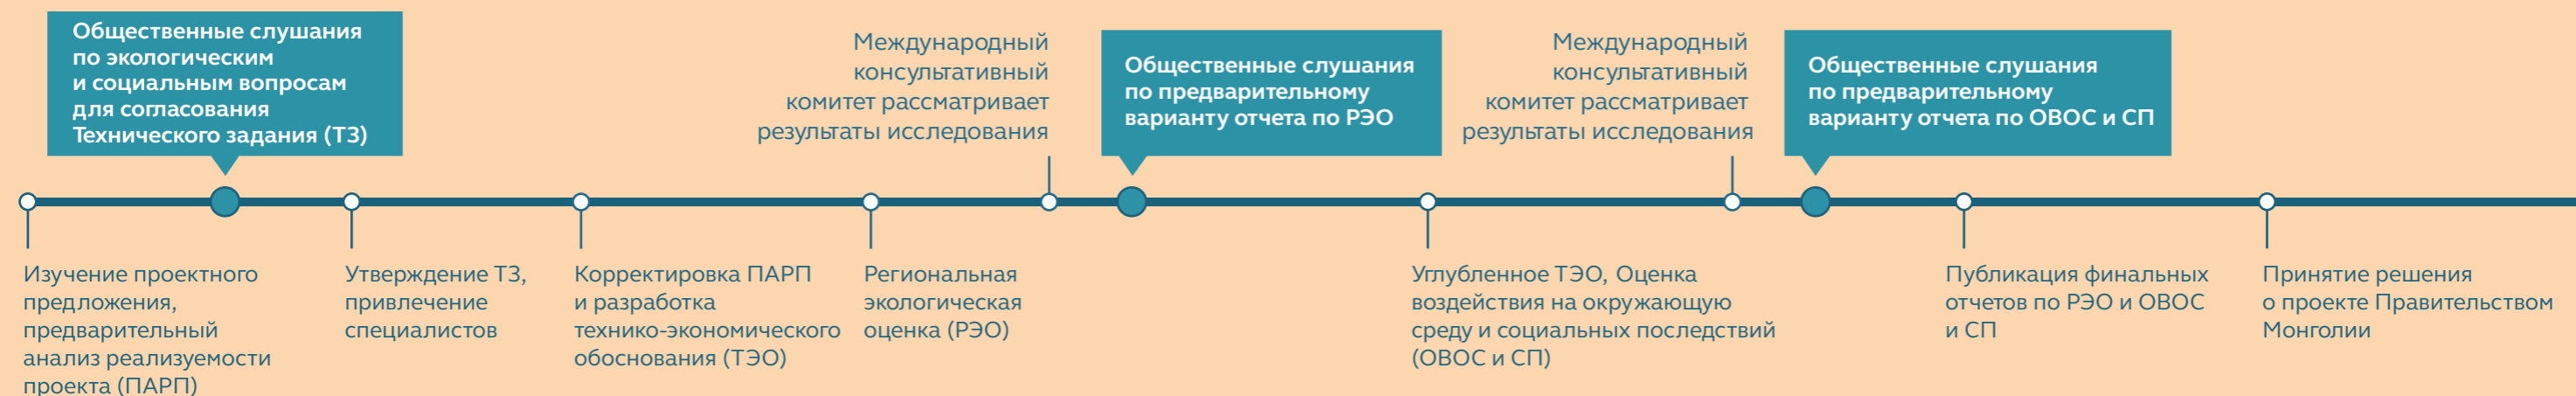 Общественные слушания
по экологическим
и социальным вопросам
для согласования
Технического задания (ТЗ)
Международный
консультативный
комитет рассматривает
результаты исследования
Общественные слушания
по предварительному
варианту отчета по РЭО
Международный
консультативный
комитет рассматривает
результаты исследования
Общественные слушания
по предварительному
варианту отчета по ОВОС и СП
Изучение проектного
предложения,
предварительный
анализ реализуемости
проекта (ПАРП)
Утверждение ТЗ,
привлечение
специалистов
Корректировка ПАРП
и разработка
технико-экономического
обоснования (ТЭО)
Региональная
экологическая
оценка (РЭО)
Углубленное ТЭО, Оценка
воздействия на окружающую
среду и социальных последствий
(ОВОС и СП)
Публикация финальных
отчетов по РЭО и ОВОС
и СП
Принятие решения
о проекте Правительством
Монголии